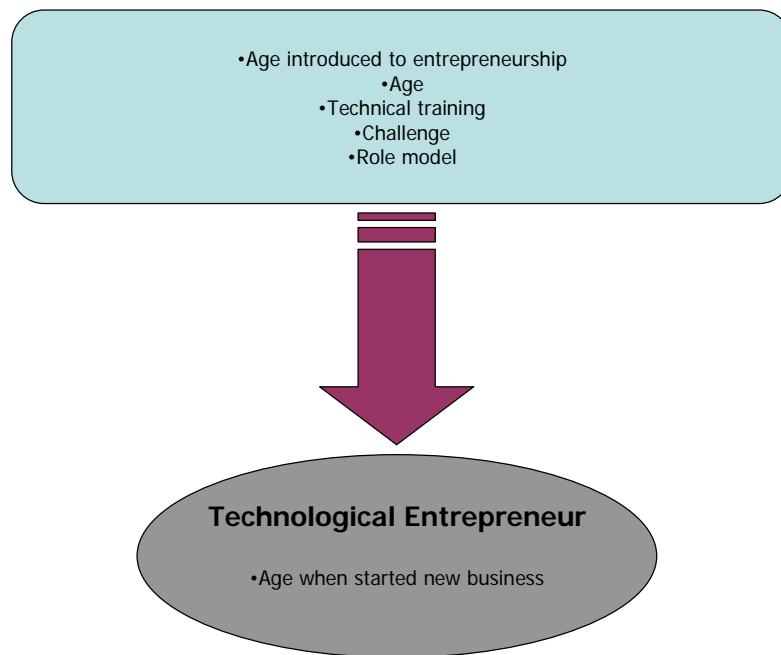 •Age introduced to entrepreneurship
•Age
•Technical training
•Challenge
•Role model
Technological Entrepreneur
•Age when started new business